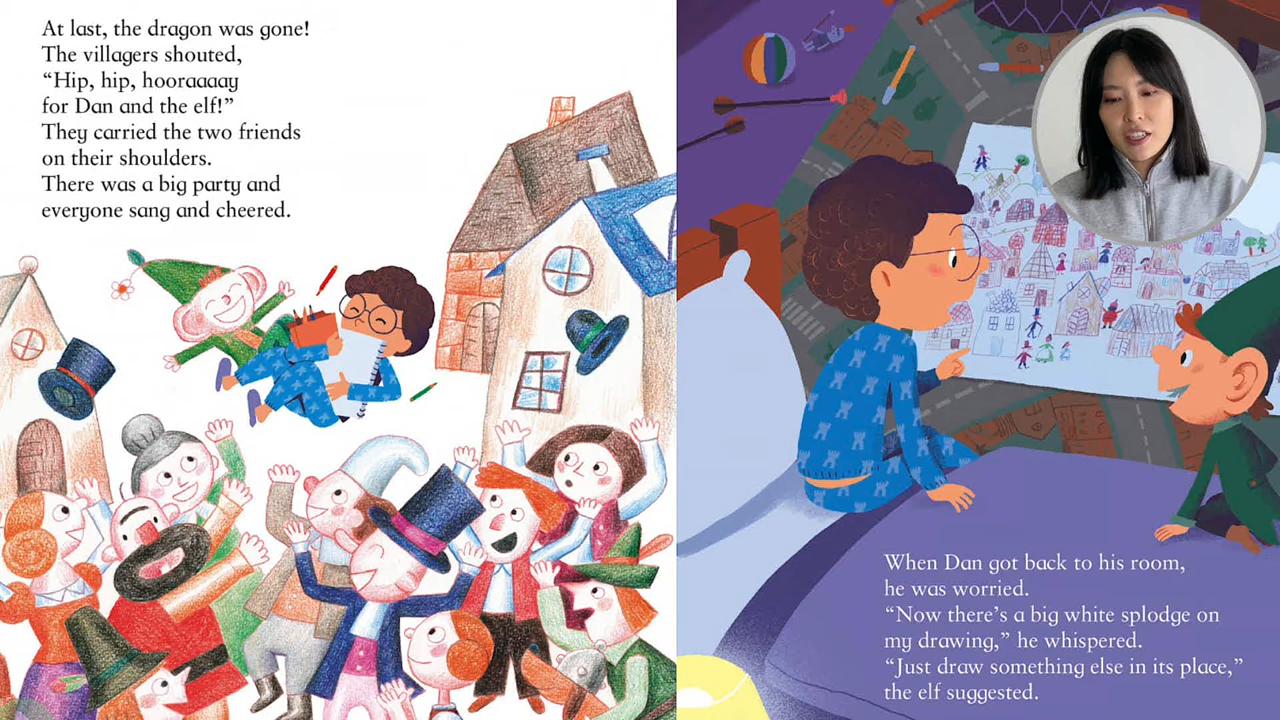 At last, the dragon was gone!
The villagers shouted,
“Hip, hip, hooraaaay
for Dan and the elf!”
They carried the two friends
on their shoulders.
There was a big party and
everyone sang and cheered.
When Dan got back to his room,
he was worried.
“Now there’s a big white splodge on
my drawing,” he whispered.
“Just draw something else in its place,”
the elf suggested.